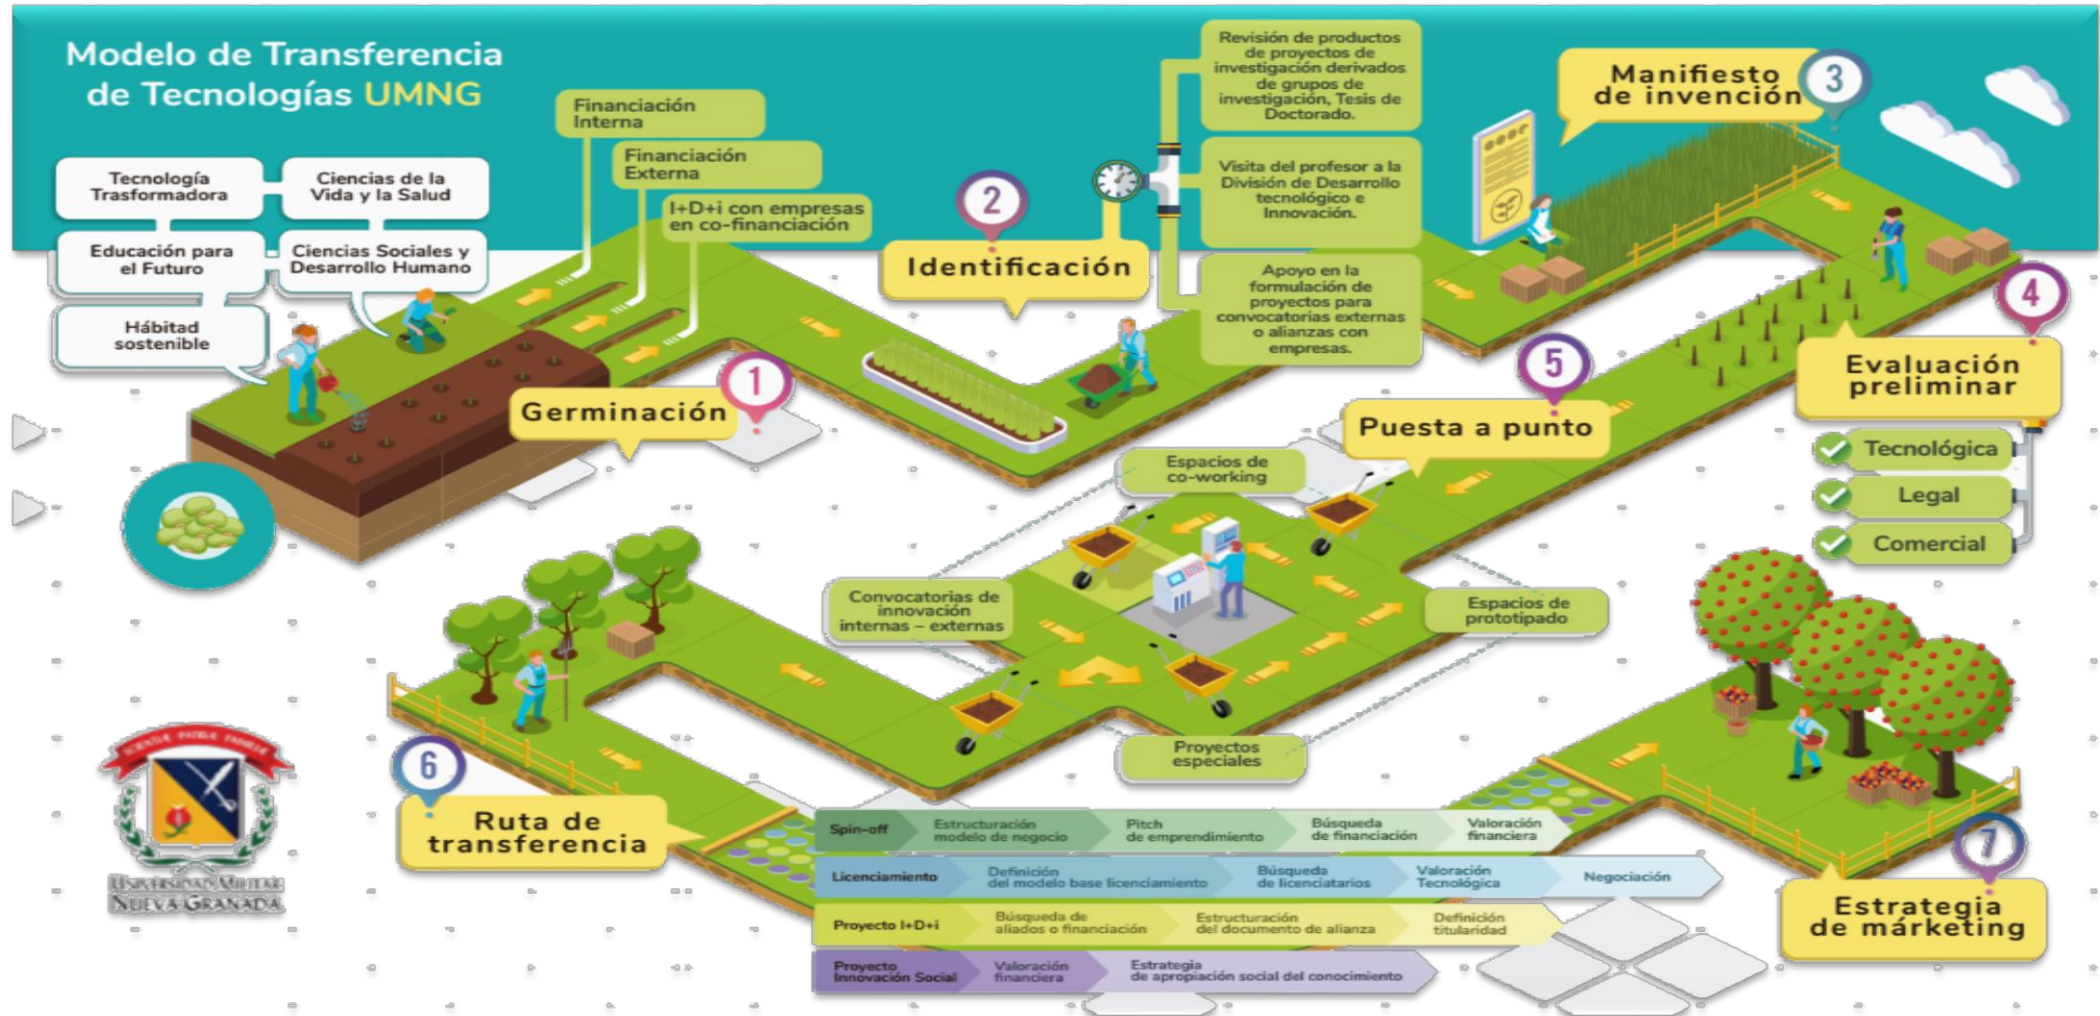 Modelo de Transferencia
de Tecnologías UMNG
Tecnología
Trasformadora
Ciencias de la
Vida y la Salud
Educación para
el Futuro
Ciencias Sociales y
Desarrollo Humano
Hábitad
sostenible
Financiación
Interna
Financiación
Externa
I+D+i con empresas
en co-financiación
Germinación
1
2
Identificación
Revisión de productos
de proyectos de
investigación derivados
de grupos de
investigación, Tesis de
Doctorado.
Visita del profesor a la
División de Desarrollo
tecnológico e
Innovación.
Apoyo en la
formulación de
proyectos para
convocatorias externas
o alianzas con
empresas.
Manifiesto
de invención
3
4
Evaluación
preliminar
Tecnológica
Legal
Comercial
5
Puesta a punto
Espacios de
co-working
Convocatorias de
innovación
internas – externas
Espacios de
prototipado
Proyectos
especiales
6
Ruta de
transferencia
Spin-off
Estructuración
modelo de negocio
Pitch
de emprendimiento
Búsqueda
de financiación
Valoración
financiera
Licenciamiento
Definición
del modelo base licenciamiento
Búsqueda
de licenciatarios
Valoración
Tecnológica
Negociación
Proyecto I+D+i
Búsqueda de
aliados o financiación
Estructuración
del documento de alianza
Definición
titularidad
Proyecto
Innovación Social
Valoración
financiera
Estrategia
de apropiación social del conocimiento
7
Estrategia
de márketing
SCIENTIÆ PATRIÆ FAMILIÆ
UNIVERSIDAD MILITAR
NUEVA GRANADA